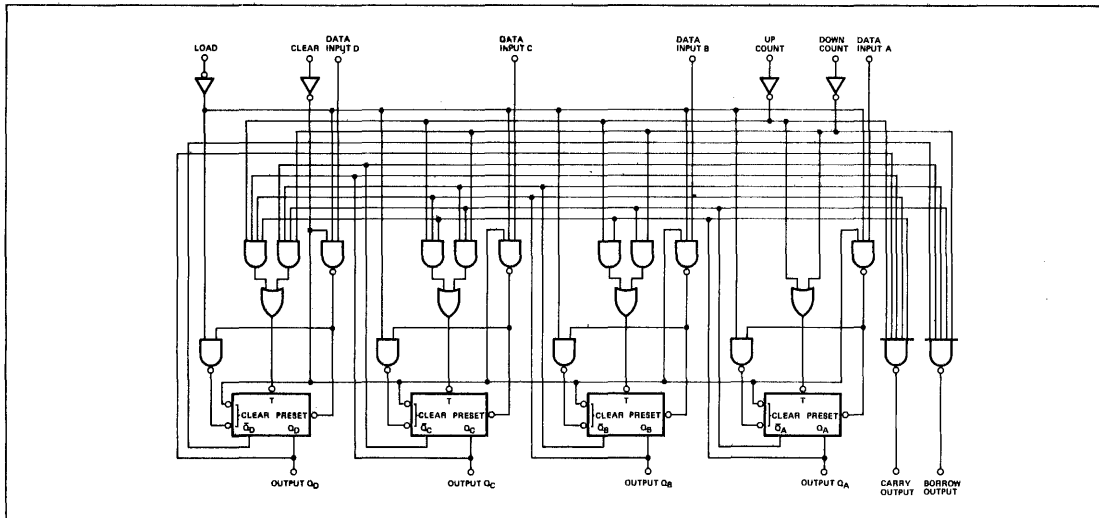 LOAD
CLEAR
DATA
INPUT D
DATA
INPUT C
DATA
INPUT B
UP
COUNT
DOWN
COUNT
DATA
INPUT A
T
CLEAR PRESET
Q̄D QD
T
CLEAR PRESET
Q̄C QC
T
CLEAR PRESET
Q̄B QB
T
CLEAR PRESET
Q̄A QA
OUTPUT QD
OUTPUT QC
OUTPUT QB
OUTPUT QA
CARRY
OUTPUT
BORROW
OUTPUT